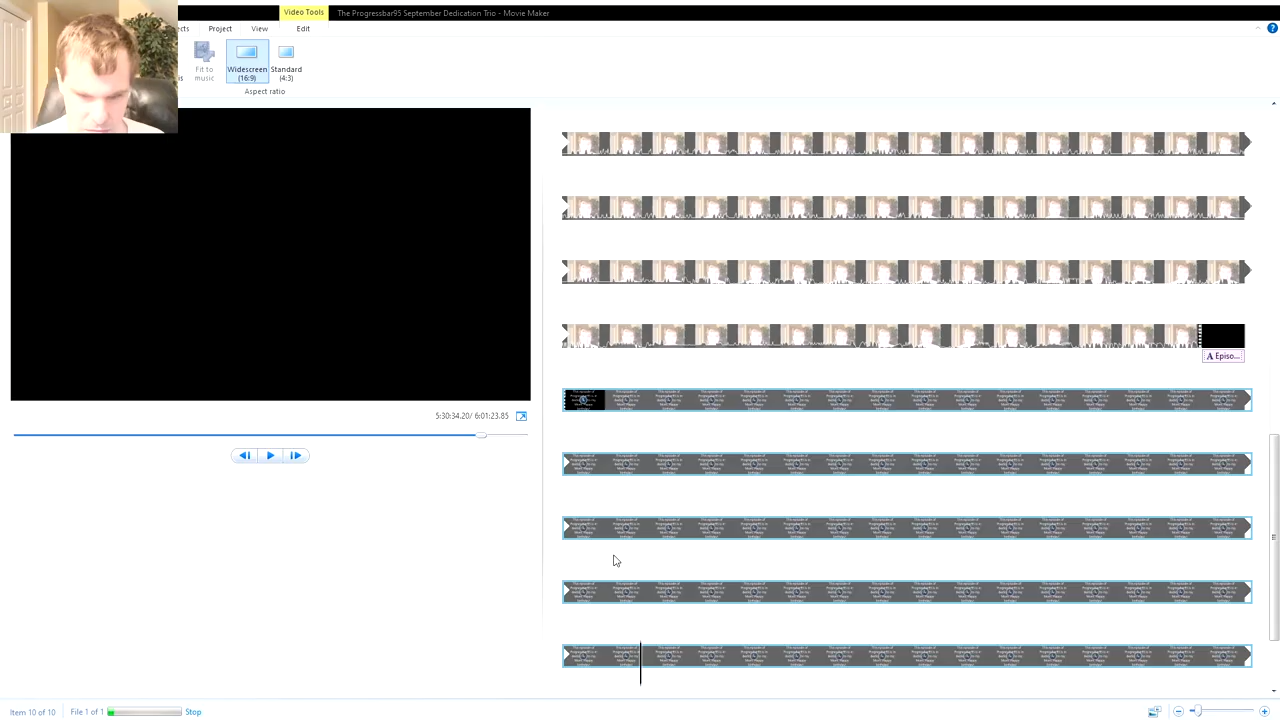 Video Tools
The Progressbar95 September Dedication Trio - Movie Maker
Project
View
Edit
Fit to
music
Widescreen
(16:9)
Standard
(4:3)
Aspect ratio
5:30:34.20/ 6:01:23.85
A Episo...
Item 10 of 10
File 1 of 1
Stop